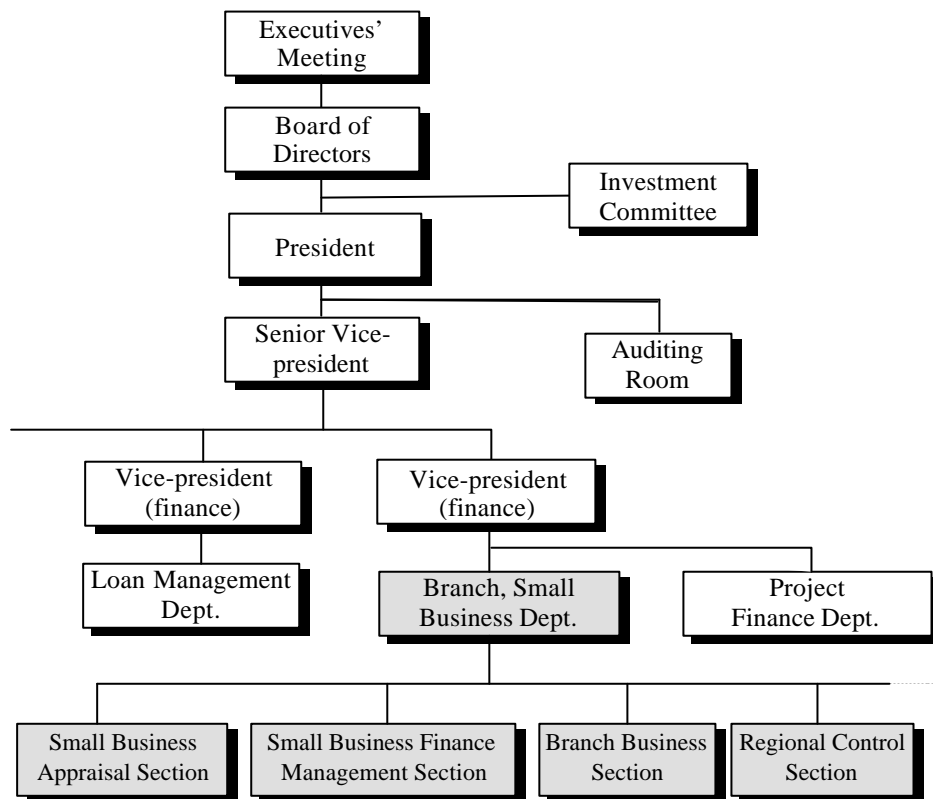 Executives’
Meeting
Board of
Directors
Investment
Committee
President
Senior Vice-
president
Auditing
Room
Vice-president
(finance)
Vice-president
(finance)
Loan Management
Dept.
Branch, Small
Business Dept.
Project
Finance Dept.
Small Business
Appraisal Section
Small Business Finance
Management Section
Branch Business
Section
Regional Control
Section